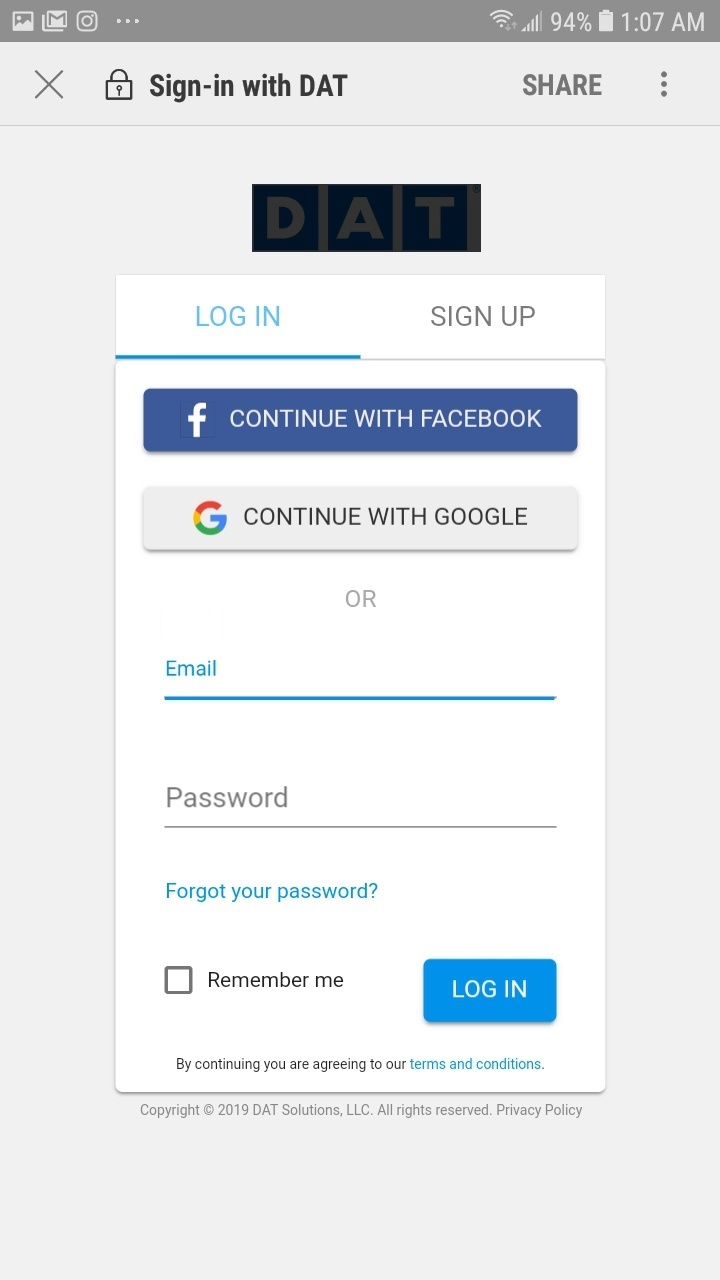 94% 1:07 AM
Sign-in with DAT SHARE
DAT
LOG IN SIGN UP
f CONTINUE WITH FACEBOOK
G CONTINUE WITH GOOGLE
OR
Email
Password
Forgot your password?
Remember me LOG IN
By continuing you are agreeing to our terms and conditions.
Copyright © 2019 DAT Solutions, LLC. All rights reserved. Privacy Policy